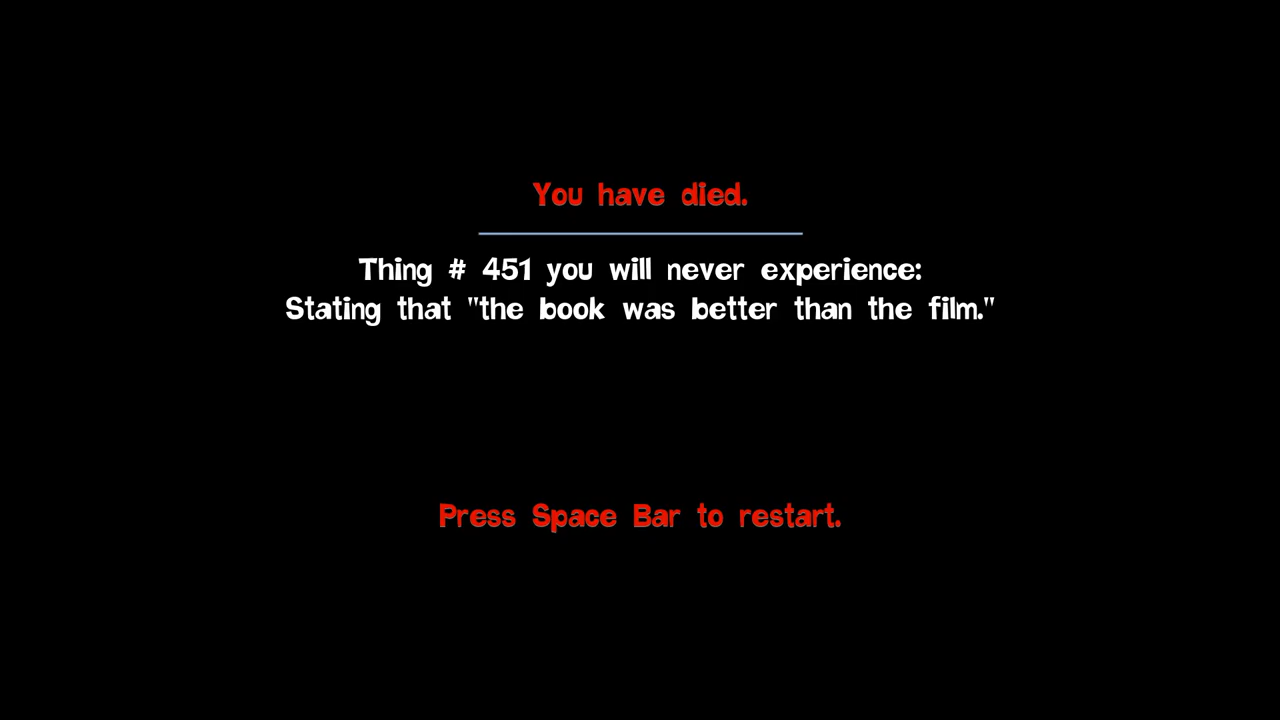 You have died.
Thing # 451 you will never experience:
Stating that "the book was better than the film."
Press Space Bar to restart.